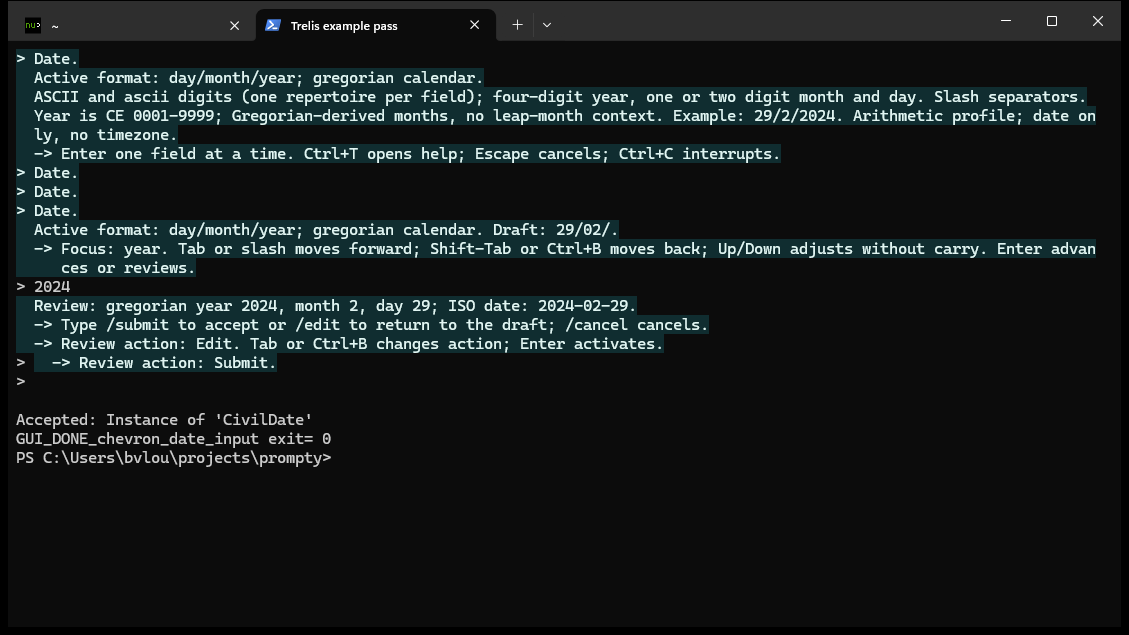 nu> ~
Trelis example pass
> Date.
Active format: day/month/year; gregorian calendar.
ASCII and ascii digits (one repertoire per field); four-digit year, one or two digit month and day. Slash separators.
Year is CE 0001-9999; Gregorian-derived months, no leap-month context. Example: 29/2/2024. Arithmetic profile; date on
ly, no timezone.
-> Enter one field at a time. Ctrl+T opens help; Escape cancels; Ctrl+C interrupts.
> Date.
> Date.
> Date.
Active format: day/month/year; gregorian calendar. Draft: 29/02/.
-> Focus: year. Tab or slash moves forward; Shift-Tab or Ctrl+B moves back; Up/Down adjusts without carry. Enter advan
ces or reviews.
> 2024
Review: gregorian year 2024, month 2, day 29; ISO date: 2024-02-29.
-> Type /submit to accept or /edit to return to the draft; /cancel cancels.
-> Review action: Edit. Tab or Ctrl+B changes action; Enter activates.
> -> Review action: Submit.
>
Accepted: Instance of 'CivilDate'
GUI_DONE_chevron_date_input exit= 0
PS C:\Users\bvlou\projects\prompty>